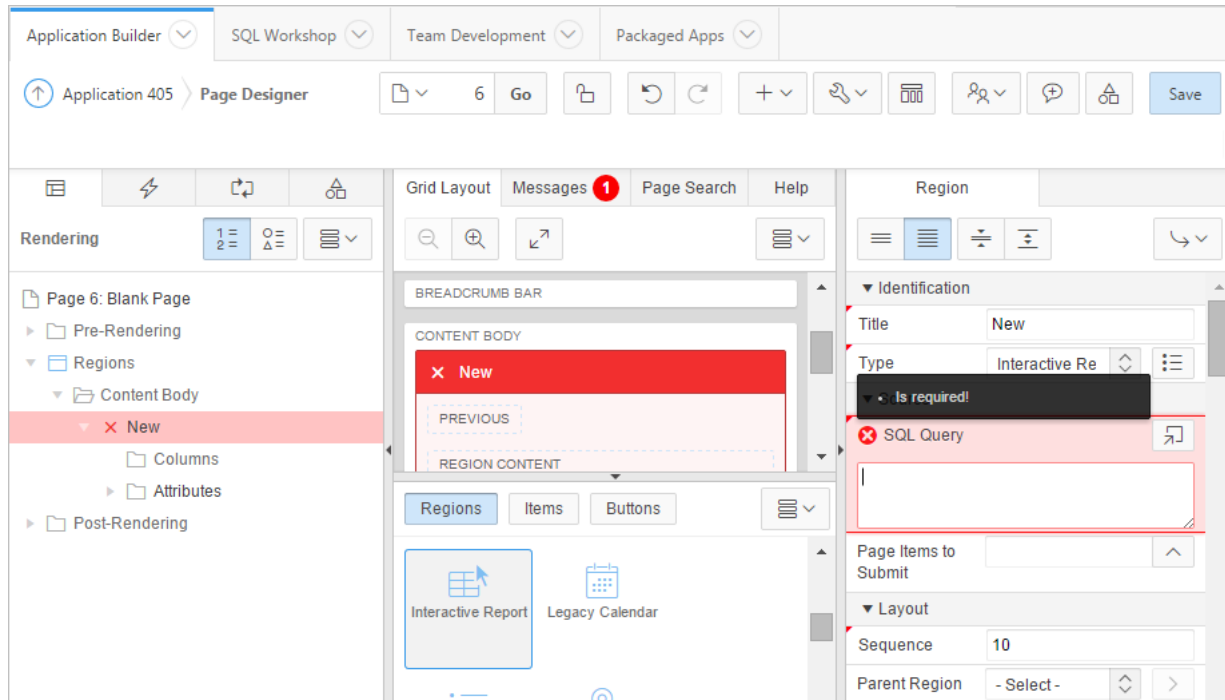 Application Builder
SQL Workshop
Team Development
Packaged Apps
Application 405
Page Designer
6
Go
Save
Grid Layout
Messages
1
Page Search
Help
Region
Rendering
Page 6: Blank Page
Pre-Rendering
Regions
Content Body
New
Columns
Attributes
Post-Rendering
BREADCRUMB BAR
CONTENT BODY
New
PREVIOUS
REGION CONTENT
Regions
Items
Buttons
Interactive Report
Legacy Calendar
Identification
Title
New
Type
Interactive Re
Is required!
SQL Query
Page Items to
Submit
Layout
Sequence
10
Parent Region
- Select -